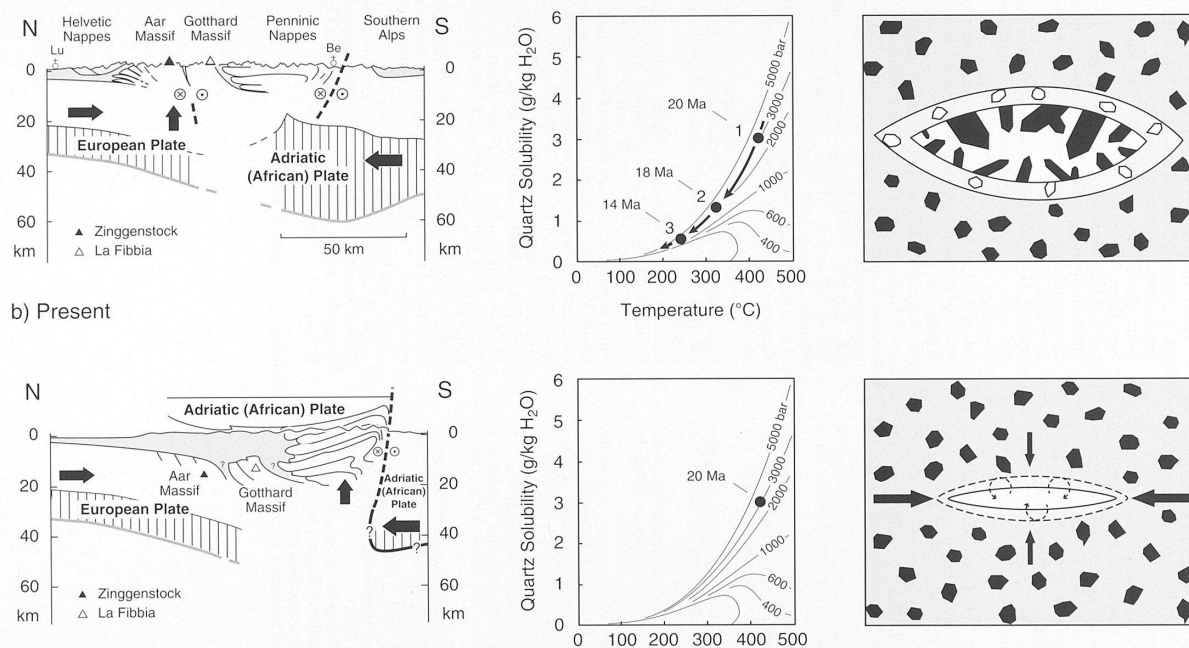 N
Helvetic
Nappes
Aar
Massif
Gotthard
Massif
Penninic
Nappes
Southern
Alps
S
Lu
Be
0
20
40
60
km
0
20
40
60
km
European Plate
Adriatic
(African) Plate
▲ Zinggenstock
△ La Fibbia
50 km
Quartz Solubility (g/kg H₂O)
6
5
4
3
2
1
0
20 Ma
18 Ma
14 Ma
1
2
3
5000 bar
3000
2000
1000
600
400
0 100 200 300 400 500
Temperature (°C)
b) Present
N
S
Adriatic (African) Plate
0
20
40
60
km
0
20
40
60
km
?
?
?
Aar
Massif
Gotthard
Massif
Adriatic
(African)
Plate
European Plate
?
?
▲ Zinggenstock
△ La Fibbia
Quartz Solubility (g/kg H₂O)
6
5
4
3
2
1
0
20 Ma
5000 bar
3000
2000
1000
600
400
0 100 200 300 400 500